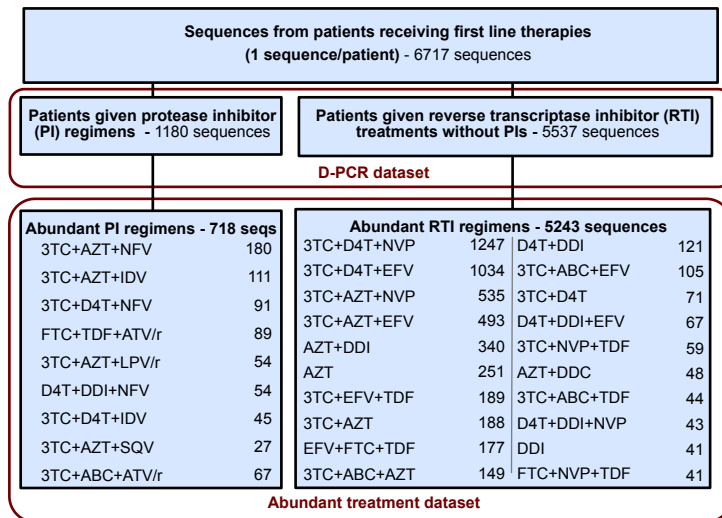 Sequences from patients receiving first line therapies
(1 sequence/patient) - 6717 sequences
Patients given protease inhibitor
(PI) regimens - 1180 sequences
Patients given reverse transcriptase inhibitor (RTI)
treatments without PIs - 5537 sequences
D-PCR dataset
Abundant PI regimens - 718 seqs
3TC+AZT+NFV 180
3TC+AZT+IDV 111
3TC+D4T+NFV 91
FTC+TDF+ATV/r 89
3TC+AZT+LPV/r 54
D4T+DDI+NFV 54
3TC+D4T+IDV 45
3TC+AZT+SQV 27
3TC+ABC+ATV/r 67
Abundant RTI regimens - 5243 sequences
3TC+D4T+NVP 1247
3TC+D4T+EFV 1034
3TC+AZT+NVP 535
3TC+AZT+EFV 493
AZT+DDI 340
AZT 251
3TC+EFV+TDF 189
3TC+AZT 188
EFV+FTC+TDF 177
3TC+ABC+AZT 149
D4T+DDI 121
3TC+ABC+EFV 105
3TC+D4T 71
D4T+DDI+EFV 67
3TC+NVP+TDF 59
AZT+DDC 48
3TC+ABC+TDF 44
D4T+DDI+NVP 43
DDI 41
FTC+NVP+TDF 41
Abundant treatment dataset